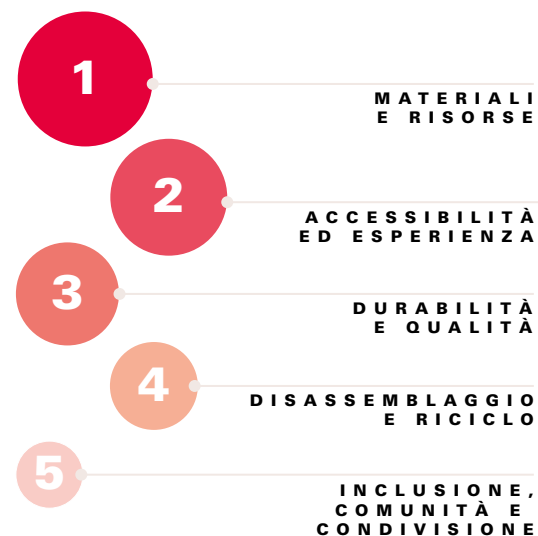 1
MATERIALI
E RISORSE
2
ACCESSIBILITÀ
ED ESPERIENZA
3
DURABILITÀ
E QUALITÀ
4
DISASSEMBLAGGIO
E RICICLO
5
INCLUSIONE,
COMUNITÀ E
CONDIVISIONE